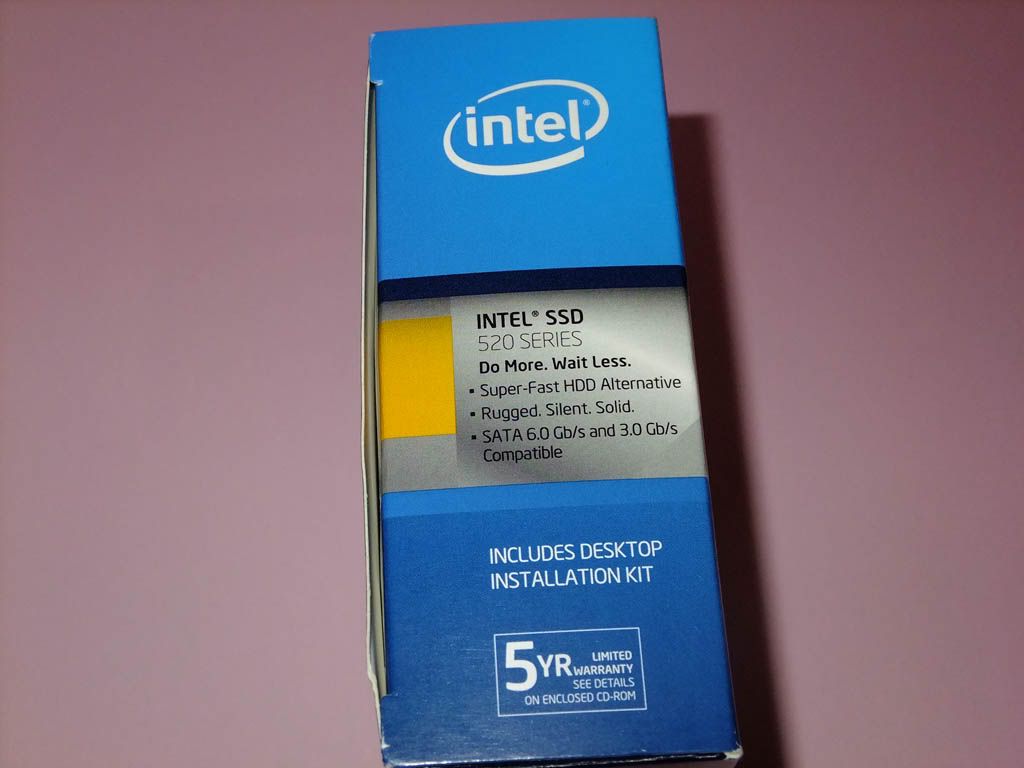 intel®
INTEL® SSD
520 SERIES
Do More. Wait Less.
▪ Super-Fast HDD Alternative
▪ Rugged. Silent. Solid.
▪ SATA 6.0 Gb/s and 3.0 Gb/s
Compatible
INCLUDES DESKTOP
INSTALLATION KIT
5YR LIMITED
WARRANTY
SEE DETAILS
ON ENCLOSED CD-ROM